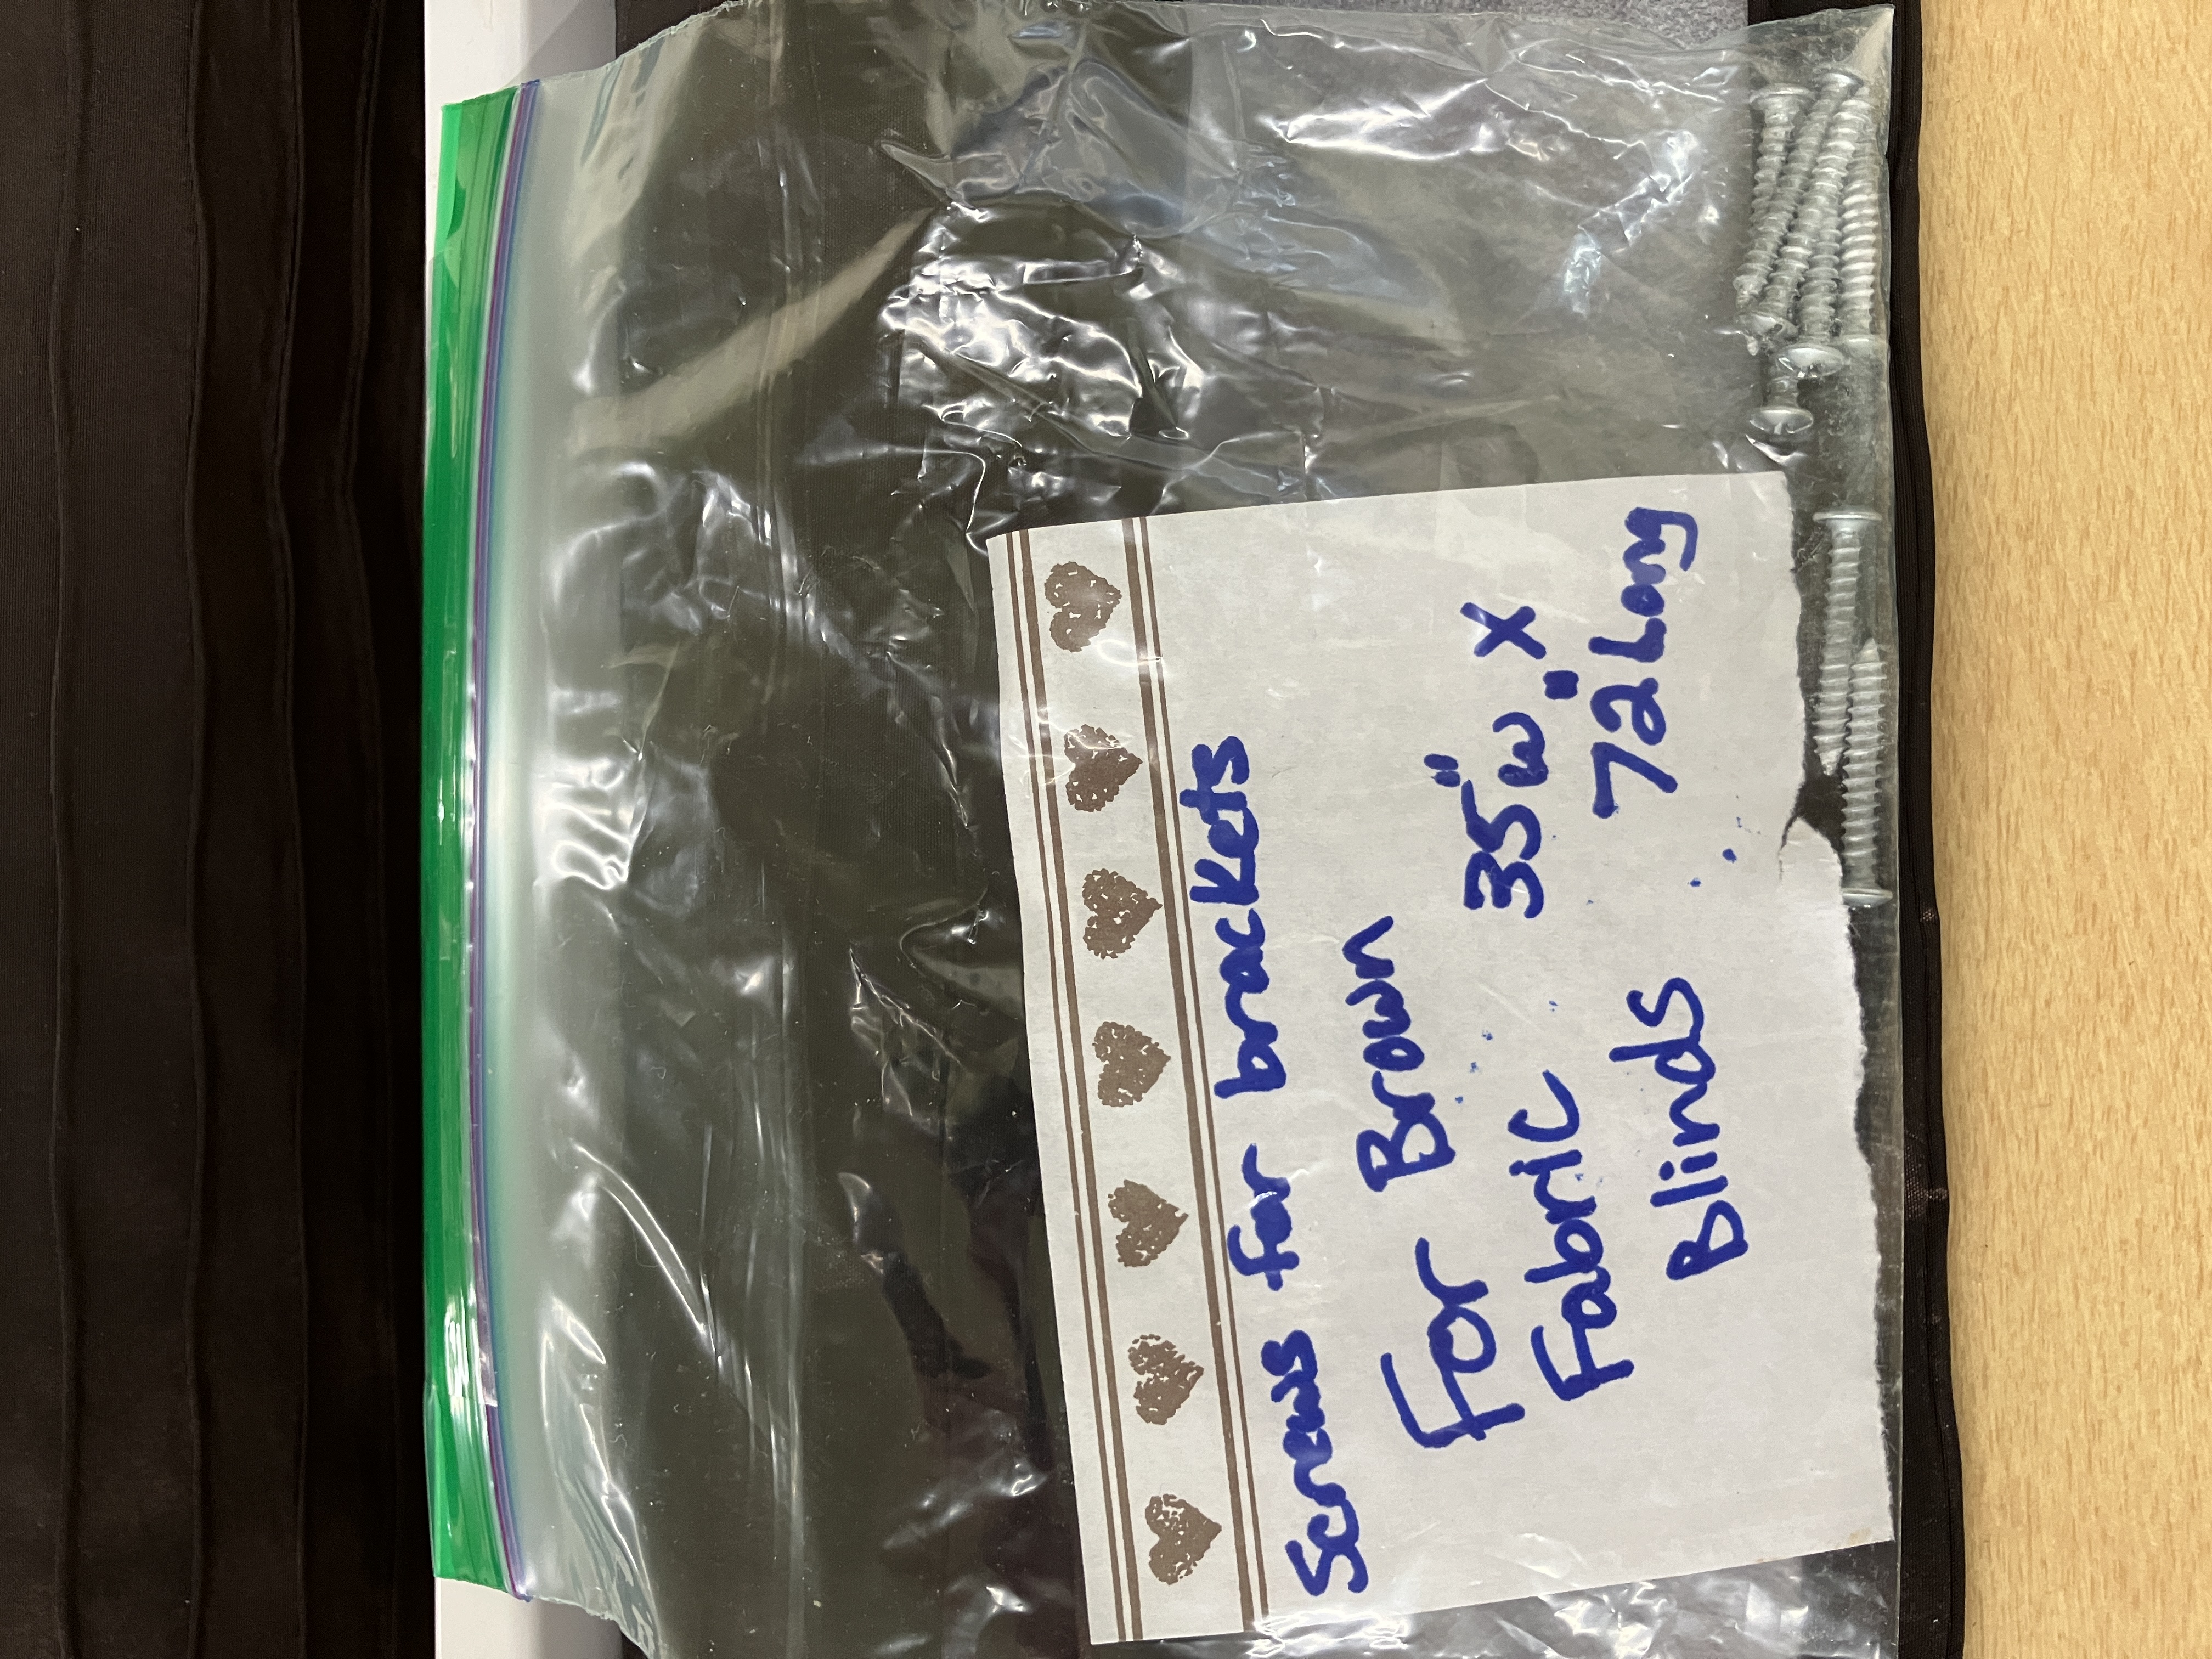 Screws for brackets
For Brown
Fabric
Blinds
35" w X
72" Long